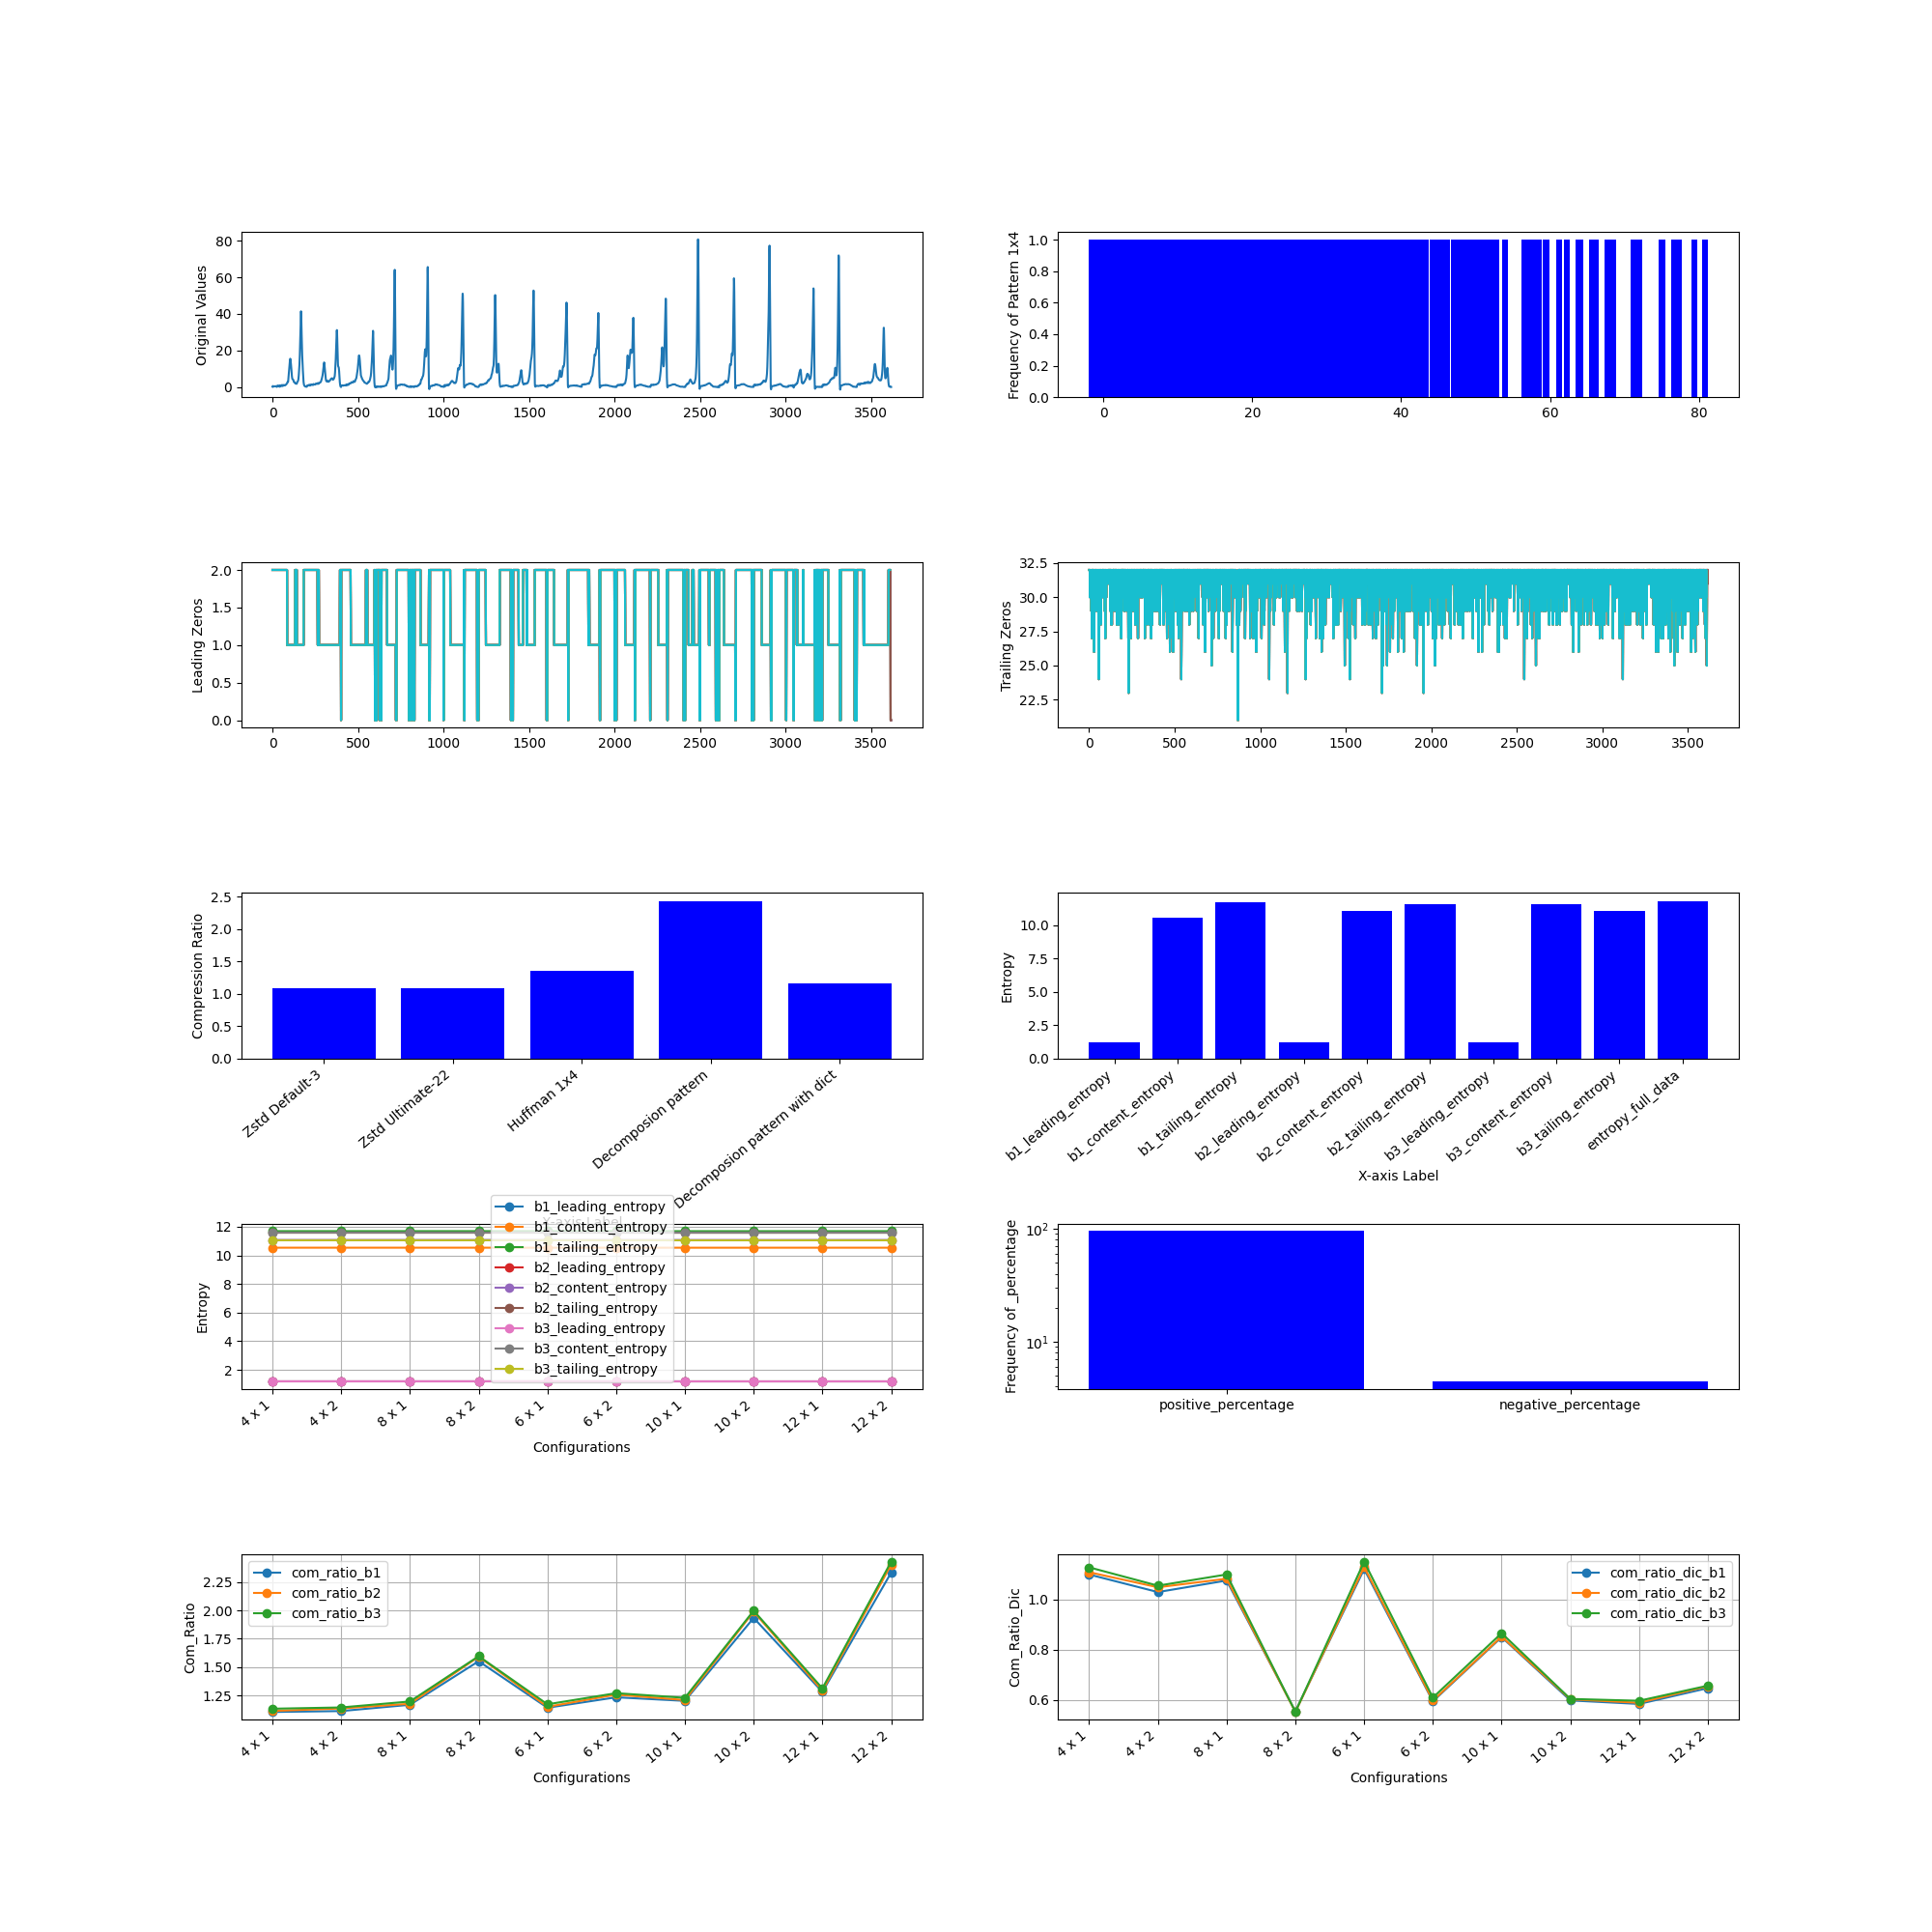 Original Values
80
60
40
20
0
0 500 1000 1500 2000 2500 3000 3500
Frequency of Pattern 1x4
1.0
0.8
0.6
0.4
0.2
0.0
0 20 40 60 80
Leading Zeros
2.0
1.5
1.0
0.5
0.0
0 500 1000 1500 2000 2500 3000 3500
Trailing Zeros
32.5
30.0
27.5
25.0
22.5
0 500 1000 1500 2000 2500 3000 3500
Compression Ratio
2.5
2.0
1.5
1.0
0.5
0.0
Zstd Default-3
Zstd Ultimate-22
Huffman 1x4
Decomposion pattern
Decomposion pattern with dict
X-axis Label
Entropy
10.0
7.5
5.0
2.5
0.0
b1_leading_entropy
b1_content_entropy
b1_tailing_entropy
b2_leading_entropy
b2_content_entropy
b2_tailing_entropy
b3_leading_entropy
b3_content_entropy
b3_tailing_entropy
entropy_full_data
X-axis Label
Entropy
12
10
8
6
4
2
b1_leading_entropy
b1_content_entropy
b1_tailing_entropy
b2_leading_entropy
b2_content_entropy
b2_tailing_entropy
b3_leading_entropy
b3_content_entropy
b3_tailing_entropy
4 x 1
4 x 2
8 x 1
8 x 2
6 x 1
6 x 2
10 x 1
10 x 2
12 x 1
12 x 2
Configurations
Frequency of _percentage
10²
10¹
positive_percentage negative_percentage
Com_Ratio
2.25
2.00
1.75
1.50
1.25
com_ratio_b1
com_ratio_b2
com_ratio_b3
4 x 1
4 x 2
8 x 1
8 x 2
6 x 1
6 x 2
10 x 1
10 x 2
12 x 1
12 x 2
Configurations
Com_Ratio_Dic
1.0
0.8
0.6
com_ratio_dic_b1
com_ratio_dic_b2
com_ratio_dic_b3
4 x 1
4 x 2
8 x 1
8 x 2
6 x 1
6 x 2
10 x 1
10 x 2
12 x 1
12 x 2
Configurations